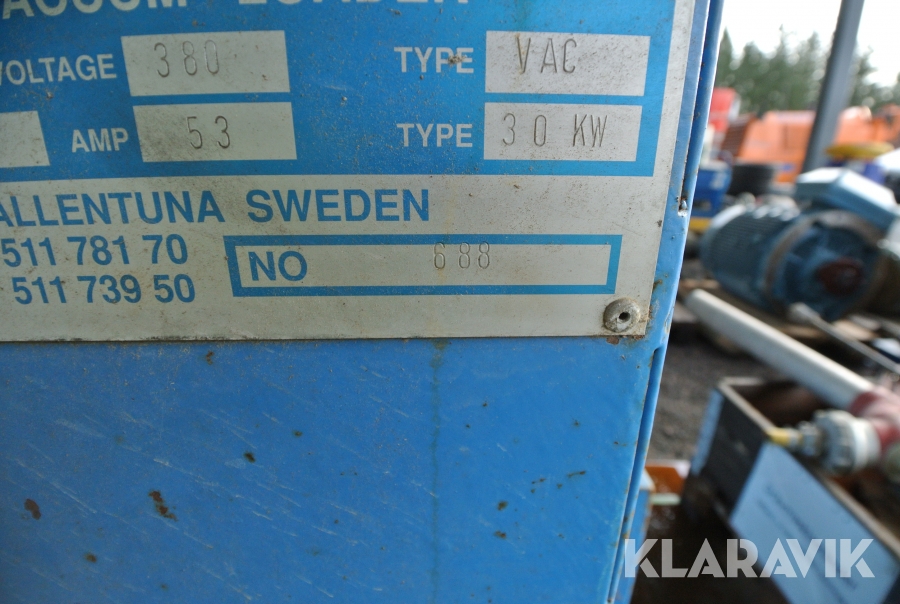 VOLTAGE 380 TYPE VAC
AMP 53 TYPE 30 KW
ALLENTUNA SWEDEN
511 781 70
511 739 50
NO 688
KLARAVIK